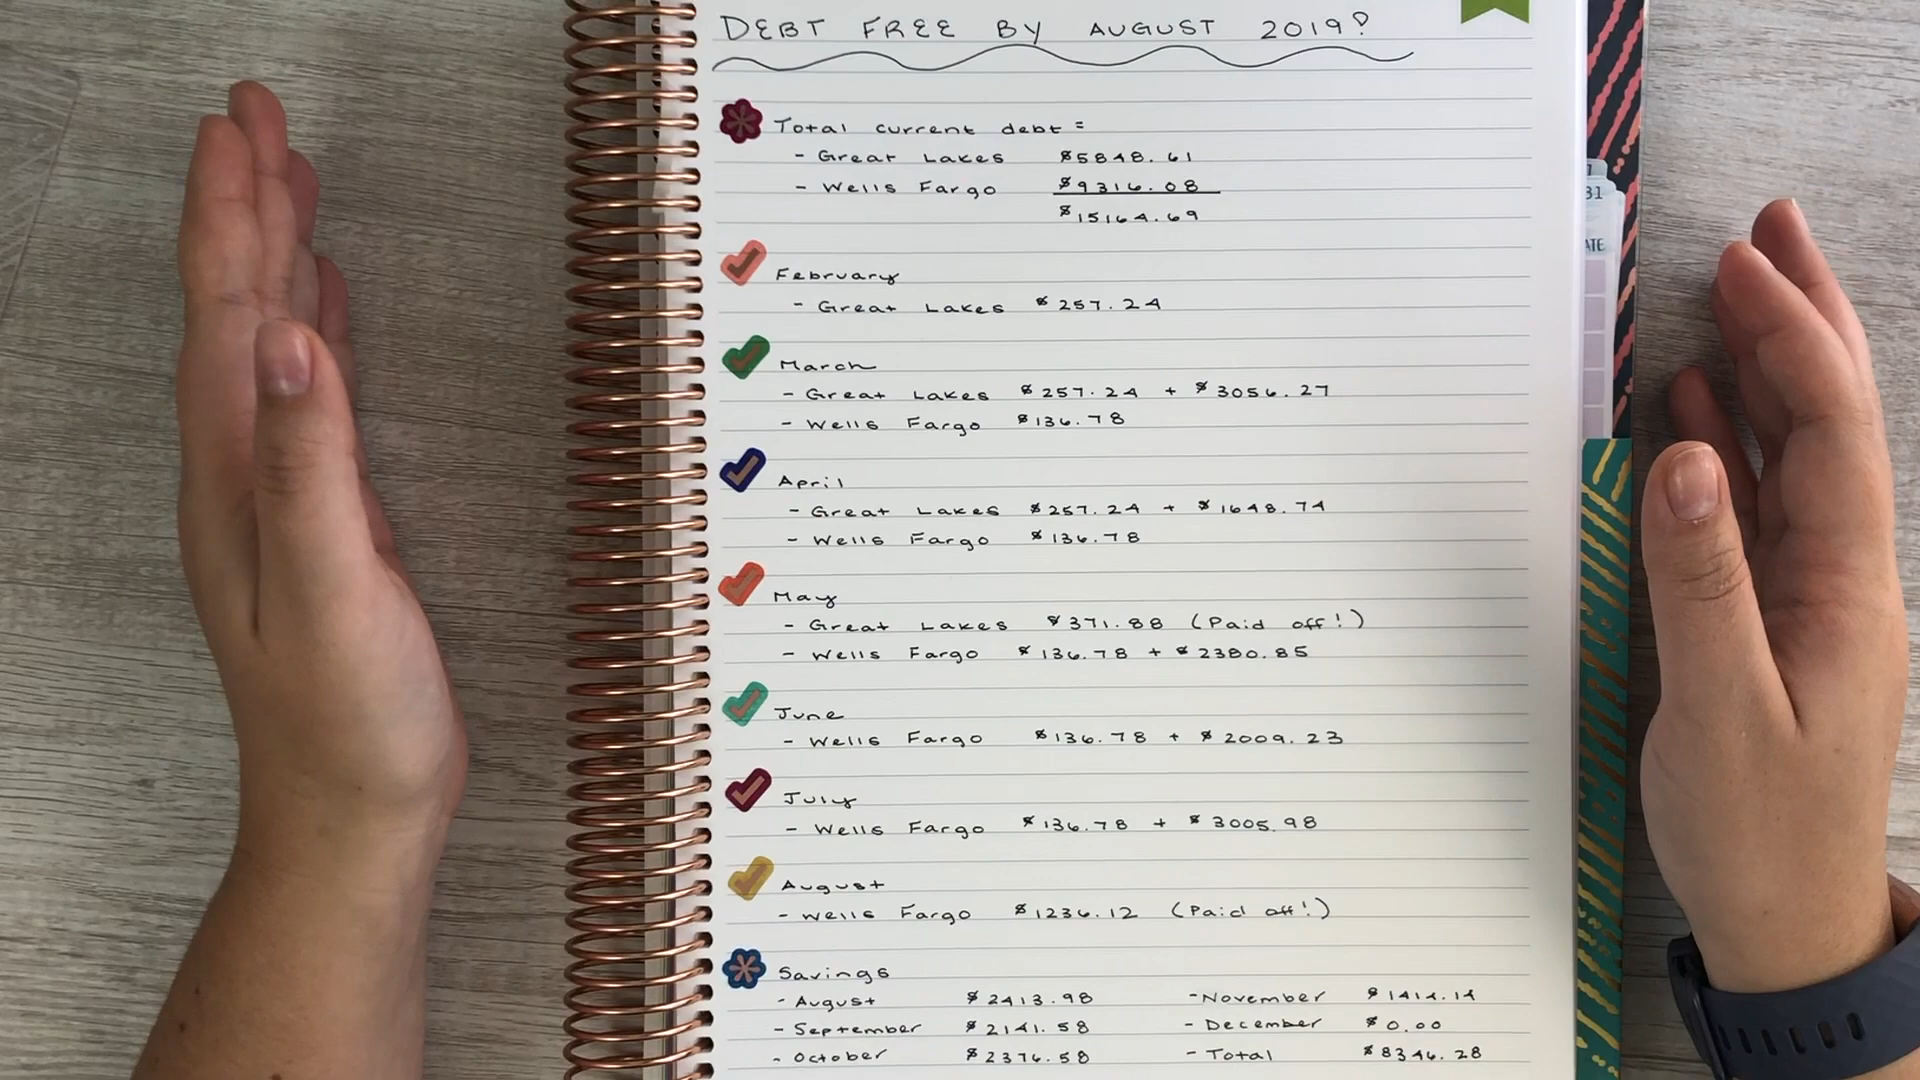 DEBT FREE BY AUGUST 2019?
Total current debt =
- Great Lakes $5848.61
- Wells Fargo $9316.08
$15164.69
February
- Great Lakes $257.24
March
- Great Lakes $257.24 + $3056.27
- Wells Fargo $136.78
April
- Great Lakes $257.24 + $1648.74
- Wells Fargo $136.78
May
- Great Lakes $371.88 (Paid off!)
- Wells Fargo $136.78 + $2380.85
June
- Wells Fargo $136.78 + $2009.23
July
- Wells Fargo $136.78 + $3005.98
August
- Wells Fargo $1236.12 (Paid off!)
Savings
- August $2413.98 - November $1414.14
- September $2141.58 - December $0.00
- October $2376.58 - Total $8346.28
31